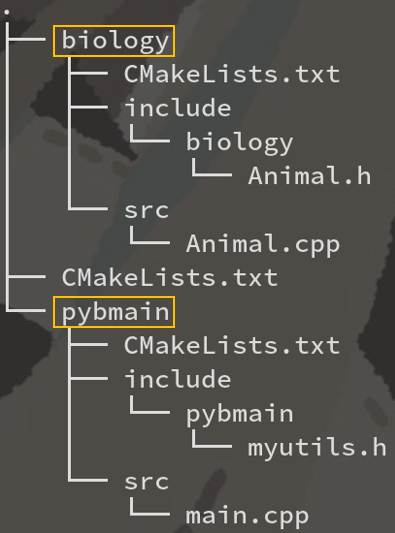 .
biology
CMakeLists.txt
include
biology
Animal.h
src
Animal.cpp
CMakeLists.txt
pybmain
CMakeLists.txt
include
pybmain
myutils.h
src
main.cpp